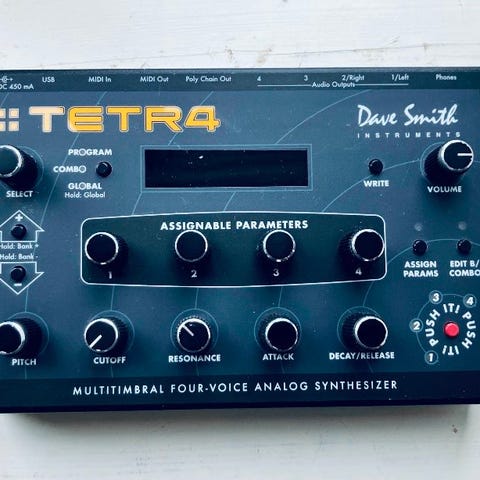 DC 450 mA USB MIDI In MIDI Out Poly Chain Out 4 3 2/Right 1/Left Phones
Audio Outputs
TETR4
Dave Smith
INSTRUMENTS
PROGRAM
COMBO
GLOBAL
Hold: Global
SELECT
WRITE
VOLUME
+
Hold: Bank +
Hold: Bank -
-
ASSIGNABLE PARAMETERS
1 2 3 4
ASSIGN
PARAMS
EDIT B/
COMBO
PUSH IT! PUSH IT!
1 2 3 4
PITCH CUTOFF RESONANCE ATTACK DECAY/RELEASE
MULTITIMBRAL FOUR-VOICE ANALOG SYNTHESIZER